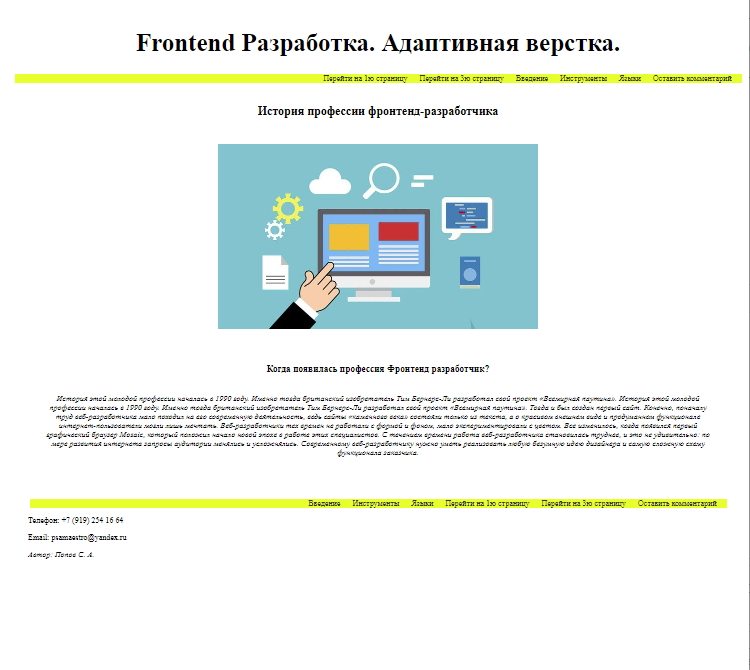 Frontend Разработка. Адаптивная верстка.
Перейти на 1ю страницу Перейти на 3ю страницу Введение Инструменты Языки Оставить комментарий
История профессии фронтенд-разработчика
Когда появилась профессия Фронтенд разработчик?
История этой молодой профессии началась в 1990 году. Именно тогда британский изобретатель Тим Бернерс-Ли разработал свой проект «Всемирная паутина». История этой молодой
профессии началась в 1990 году. Именно тогда британский изобретатель Тим Бернерс-Ли разработал свой проект «Всемирная паутина». Тогда и был создан первый сайт. Конечно, поначалу
труд веб-разработчика мало походил на его современную деятельность, ведь сайты «каменного века» состояли только из текста, а о красивом внешнем виде и продуманном функционале
интернет-пользователи могли лишь мечтать. Веб-разработчики тех времен не работали с формой и фоном, мало экспериментировали с цветом. Все изменилось, когда появился первый
графический браузер Mosaic, который положил начало новой эпохе в работе этих специалистов. С течением времени работа веб-разработчика становилась труднее, и это не удивительно: по
мере развития интернета запросы аудитории менялись и усложнялись. Современному веб-разработчику нужно уметь реализовать любую безумную идею дизайнера и самую сложную схему
функционала заказчика.
Введение Инструменты Языки Перейти на 1ю страницу Перейти на 3ю страницу Оставить комментарий
Телефон: +7 (919) 254 16 64
Email: psamaestro@yandex.ru
Автор: Попов С. А.